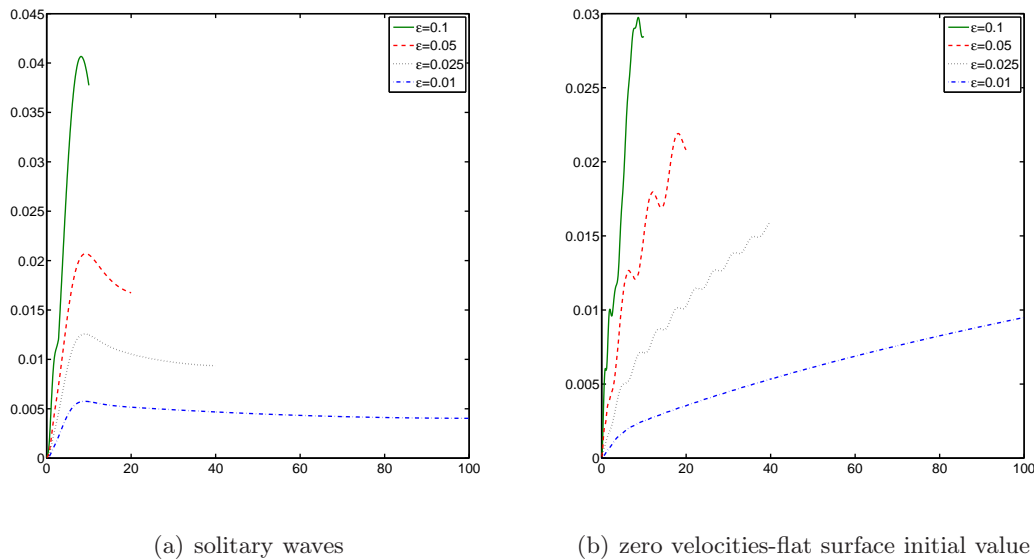 0.045
0.04
0.035
0.03
0.025
0.02
0.015
0.01
0.005
0
0 20 40 60 80 100
ε=0.1
ε=0.05
ε=0.025
ε=0.01
(a) solitary waves
0.03
0.025
0.02
0.015
0.01
0.005
0
0 20 40 60 80 100
ε=0.1
ε=0.05
ε=0.025
ε=0.01
(b) zero velocities-flat surface initial value